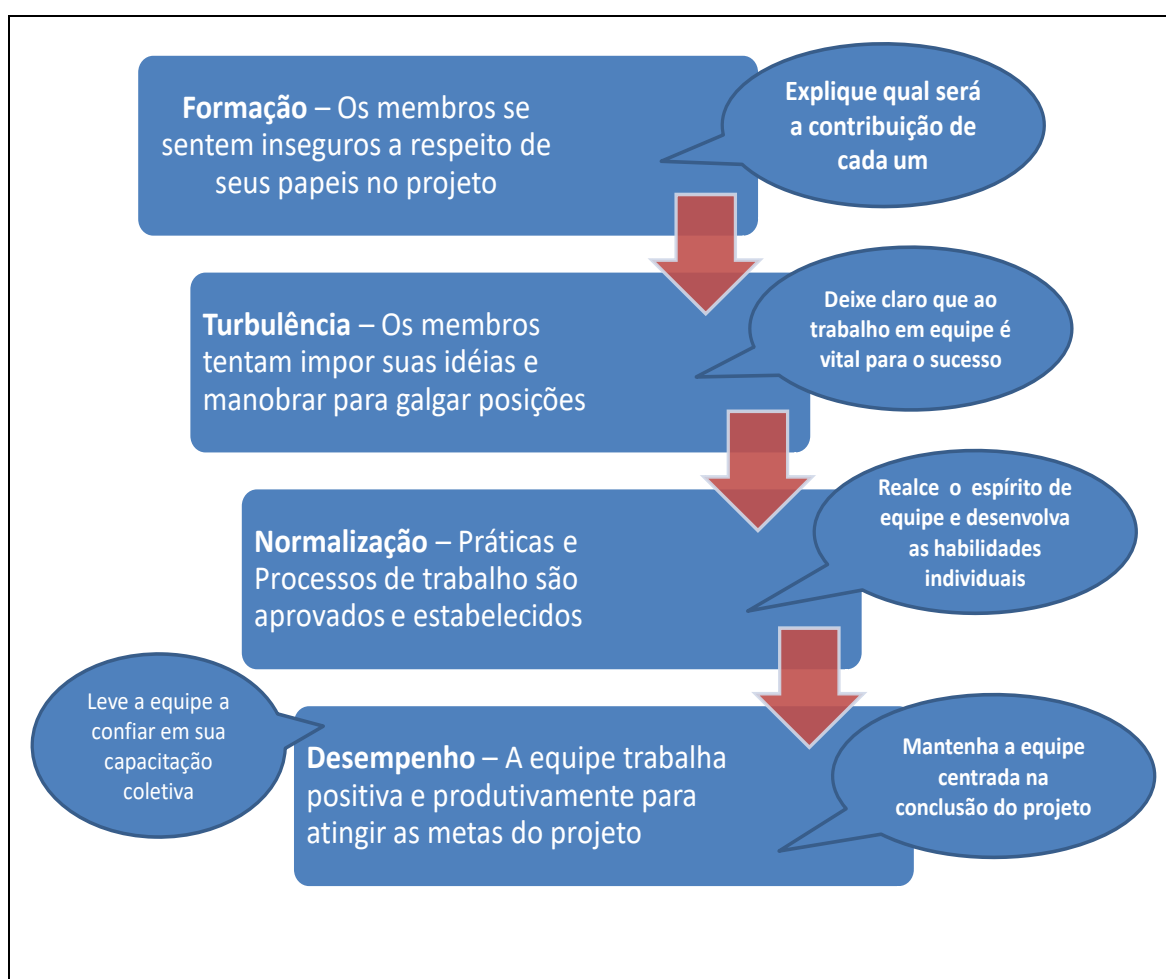 Formação – Os membros se
sentem inseguros a respeito de
seus papeis no projeto
Explique qual será
a contribuição de
cada um
Turbulência – Os membros
tentam impor suas idéias e
manobrar para galgar posições
Deixe claro que ao
trabalho em equipe é
vital para o sucesso
Normalização – Práticas e
Processos de trabalho são
aprovados e estabelecidos
Realce o espírito de
equipe e desenvolva
as habilidades
individuais
Leve a equipe a
confiar em sua
capacitação
coletiva
Desempenho – A equipe trabalha
positiva e produtivamente para
atingir as metas do projeto
Mantenha a equipe
centrada na
conclusão do projeto